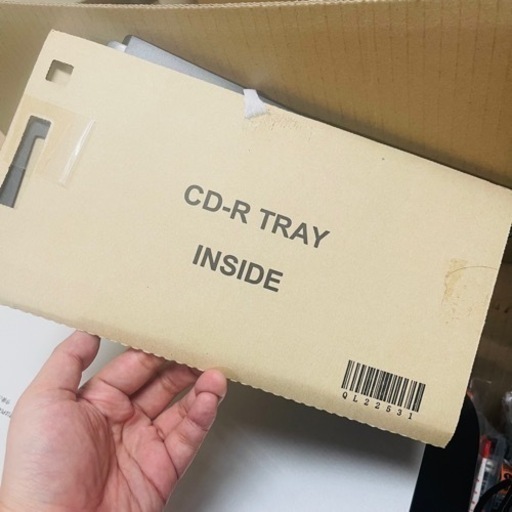 CD-R TRAY
INSIDE
QL22531